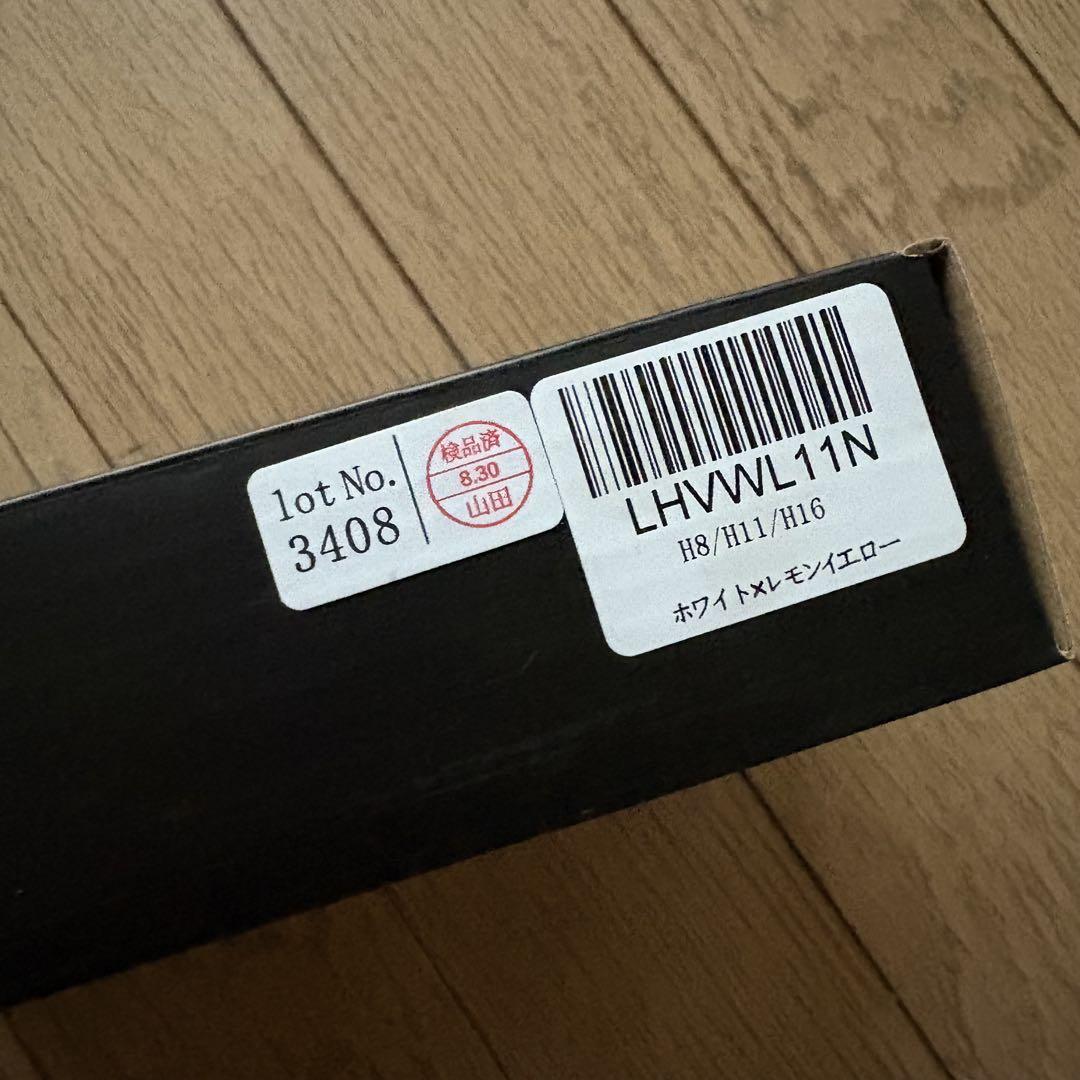 lot No.
3408
検品済
8.30
山田
LHVWL11N
H8/H11/H16
ホワイト×レモンイエロー